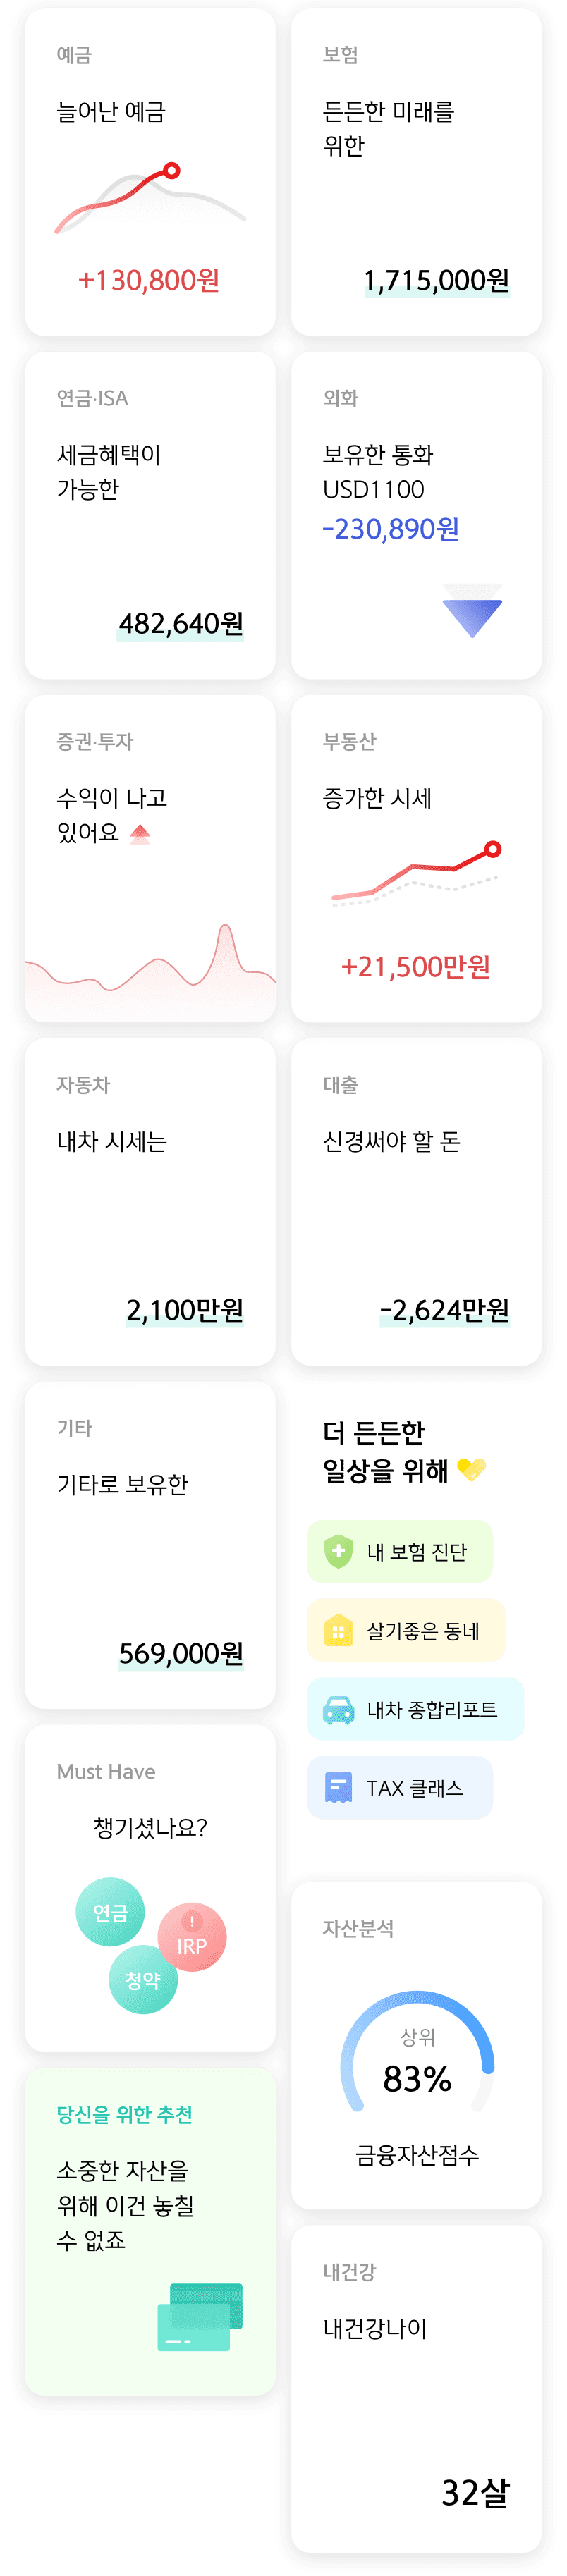 예금
늘어난 예금
+130,800원
보험
든든한 미래를
위한
1,715,000원
연금·ISA
세금혜택이
가능한
482,640원
외화
보유한 통화
USD1100
-230,890원
증권·투자
수익이 나고
있어요
부동산
증가한 시세
+21,500만원
자동차
내차 시세는
2,100만원
대출
신경써야 할 돈
-2,624만원
기타
기타로 보유한
569,000원
더 든든한
일상을 위해
내 보험 진단
살기좋은 동네
내차 종합리포트
TAX 클래스
Must Have
챙기셨나요?
연금
!
IRP
청약
자산분석
상위
83%
금융자산점수
당신을 위한 추천
소중한 자산을
위해 이건 놓칠
수 없죠
내건강
내건강나이
32살